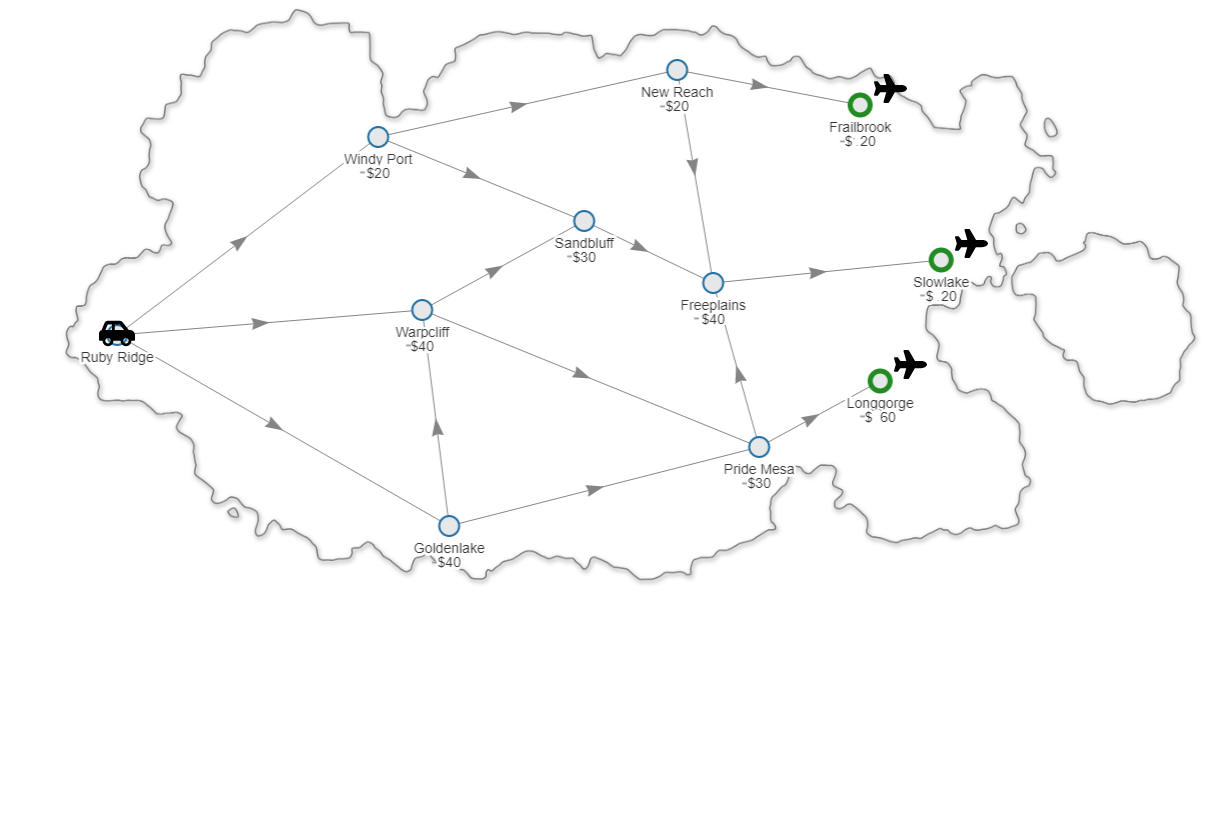 New Reach
-$20
Frailbrook
-$ 20
Windy Port
-$20
Sandbluff
-$30
Slowlake
-$ 20
Freeplains
-$40
Warpcliff
-$40
Ruby Ridge
Longgorge
-$ 60
Pride Mesa
-$30
Goldenlake
-$40